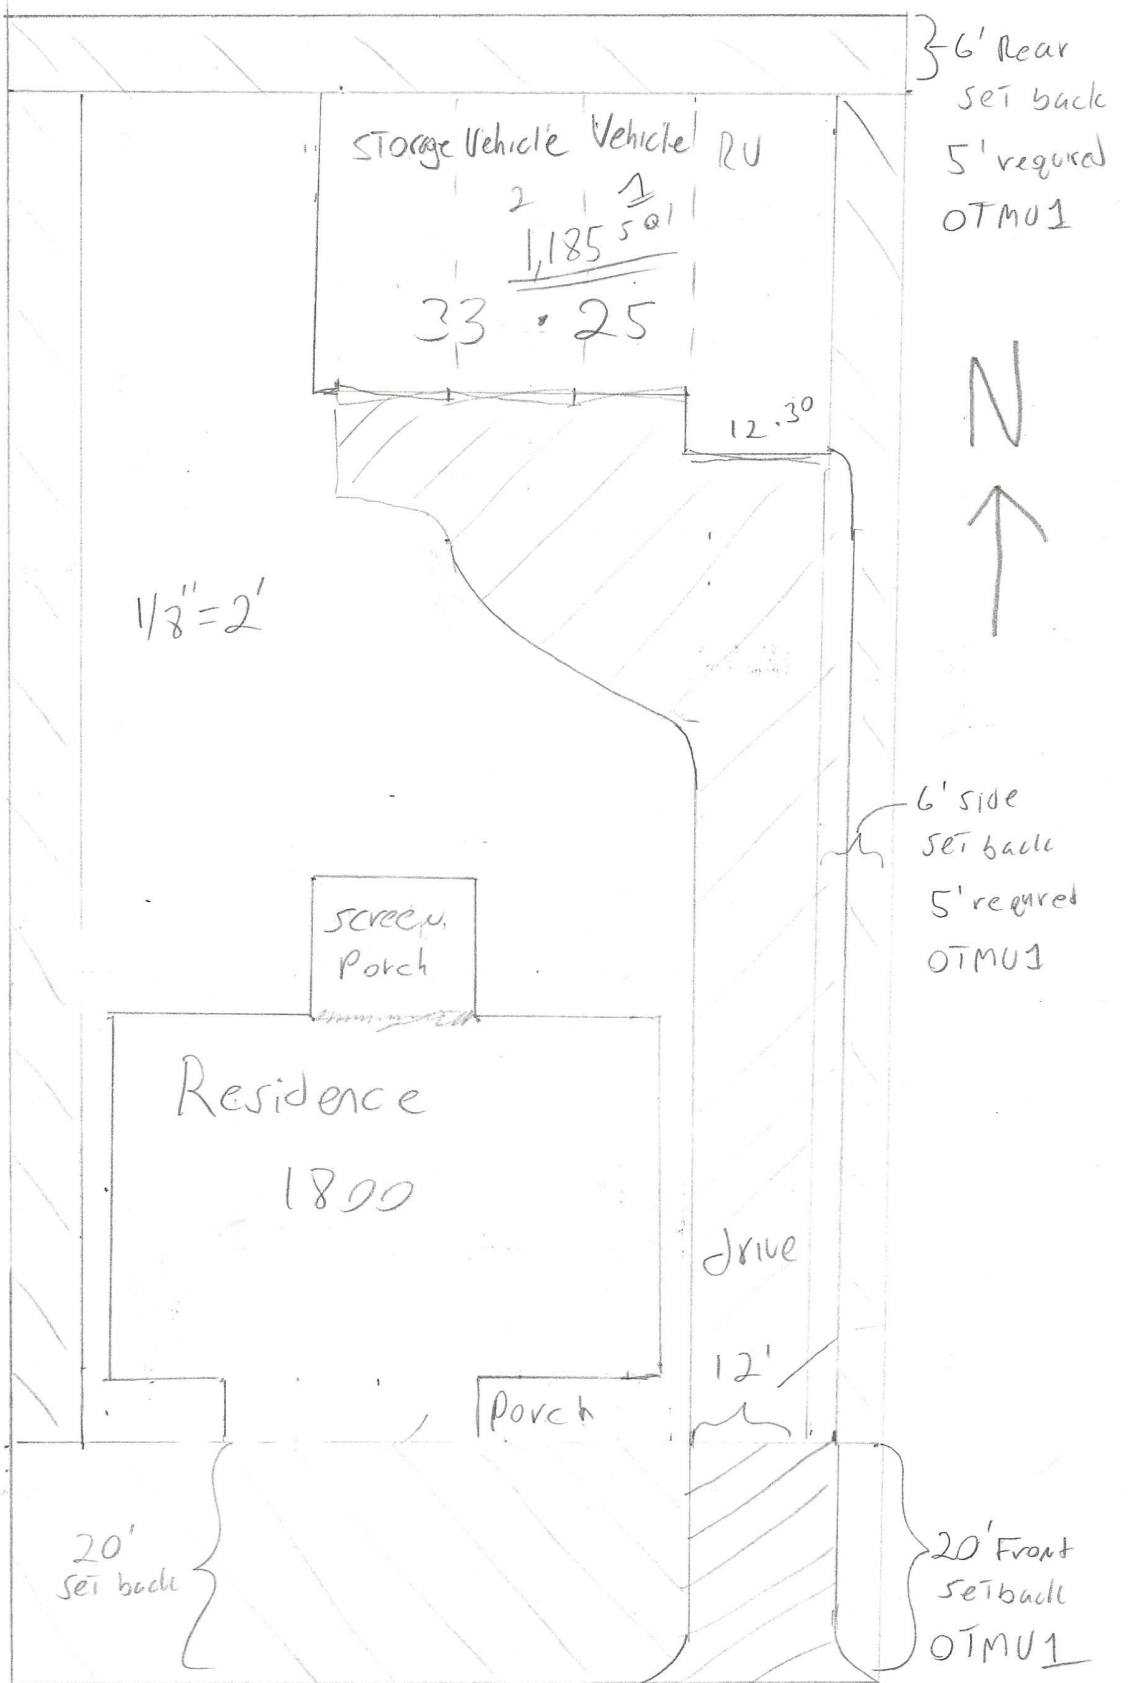 6' Rear
set back
5' required
OTMU1
Storage Vehicle Vehicle RV
2 1
1,185 sq'
33 · 25
12.30
N
1/8"=2'
6' side
set back
5' requred
OTMU1
screen
Porch
Residence
1800
drive
12'
Porch
20'
set back
20' Front
setback
OTMU1